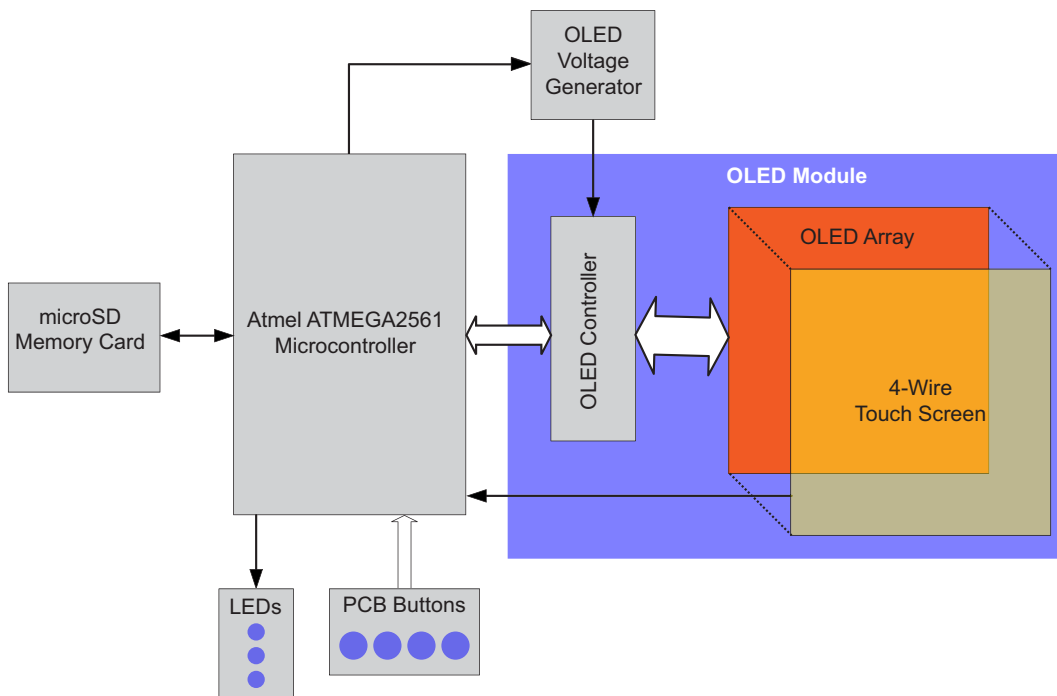 OLED
Voltage
Generator
OLED Module
OLED Array
microSD
Memory Card
Atmel ATMEGA2561
Microcontroller
OLED Controller
4-Wire
Touch Screen
LEDs
PCB Buttons